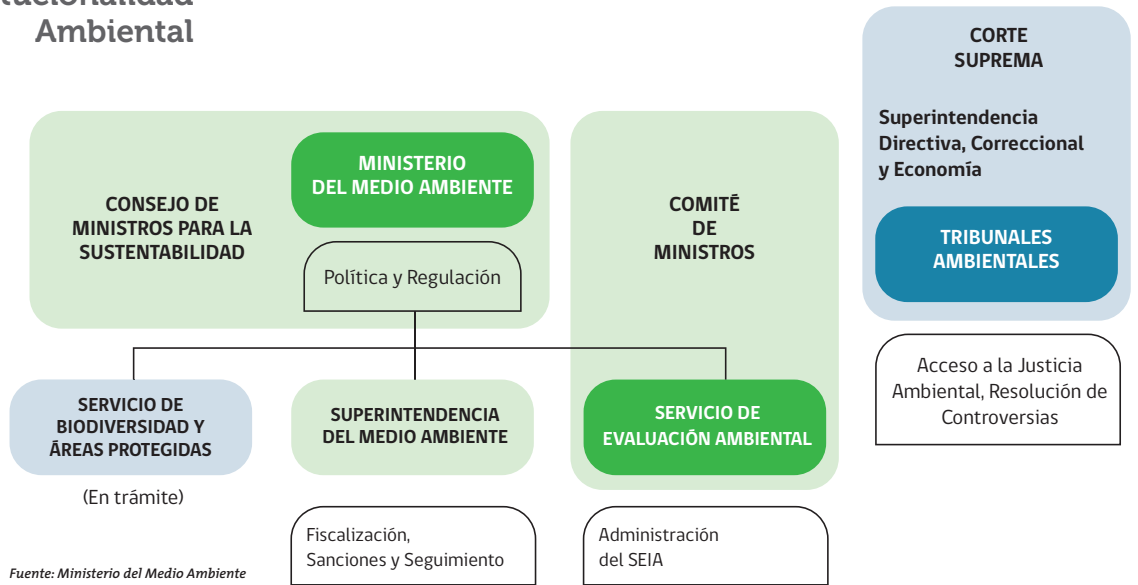 Ambiental
CONSEJO DE
MINISTROS PARA LA
SUSTENTABILIDAD
MINISTERIO
DEL MEDIO AMBIENTE
Política y Regulación
COMITÉ
DE
MINISTROS
CORTE
SUPREMA
Superintendencia
Directiva, Correccional
y Economía
TRIBUNALES
AMBIENTALES
Acceso a la Justicia
Ambiental, Resolución de
Controversias
SERVICIO DE
BIODIVERSIDAD Y
ÁREAS PROTEGIDAS
(En trámite)
SUPERINTENDENCIA
DEL MEDIO AMBIENTE
Fiscalización,
Sanciones y Seguimiento
SERVICIO DE
EVALUACIÓN AMBIENTAL
Administración
del SEIA
Fuente: Ministerio del Medio Ambiente